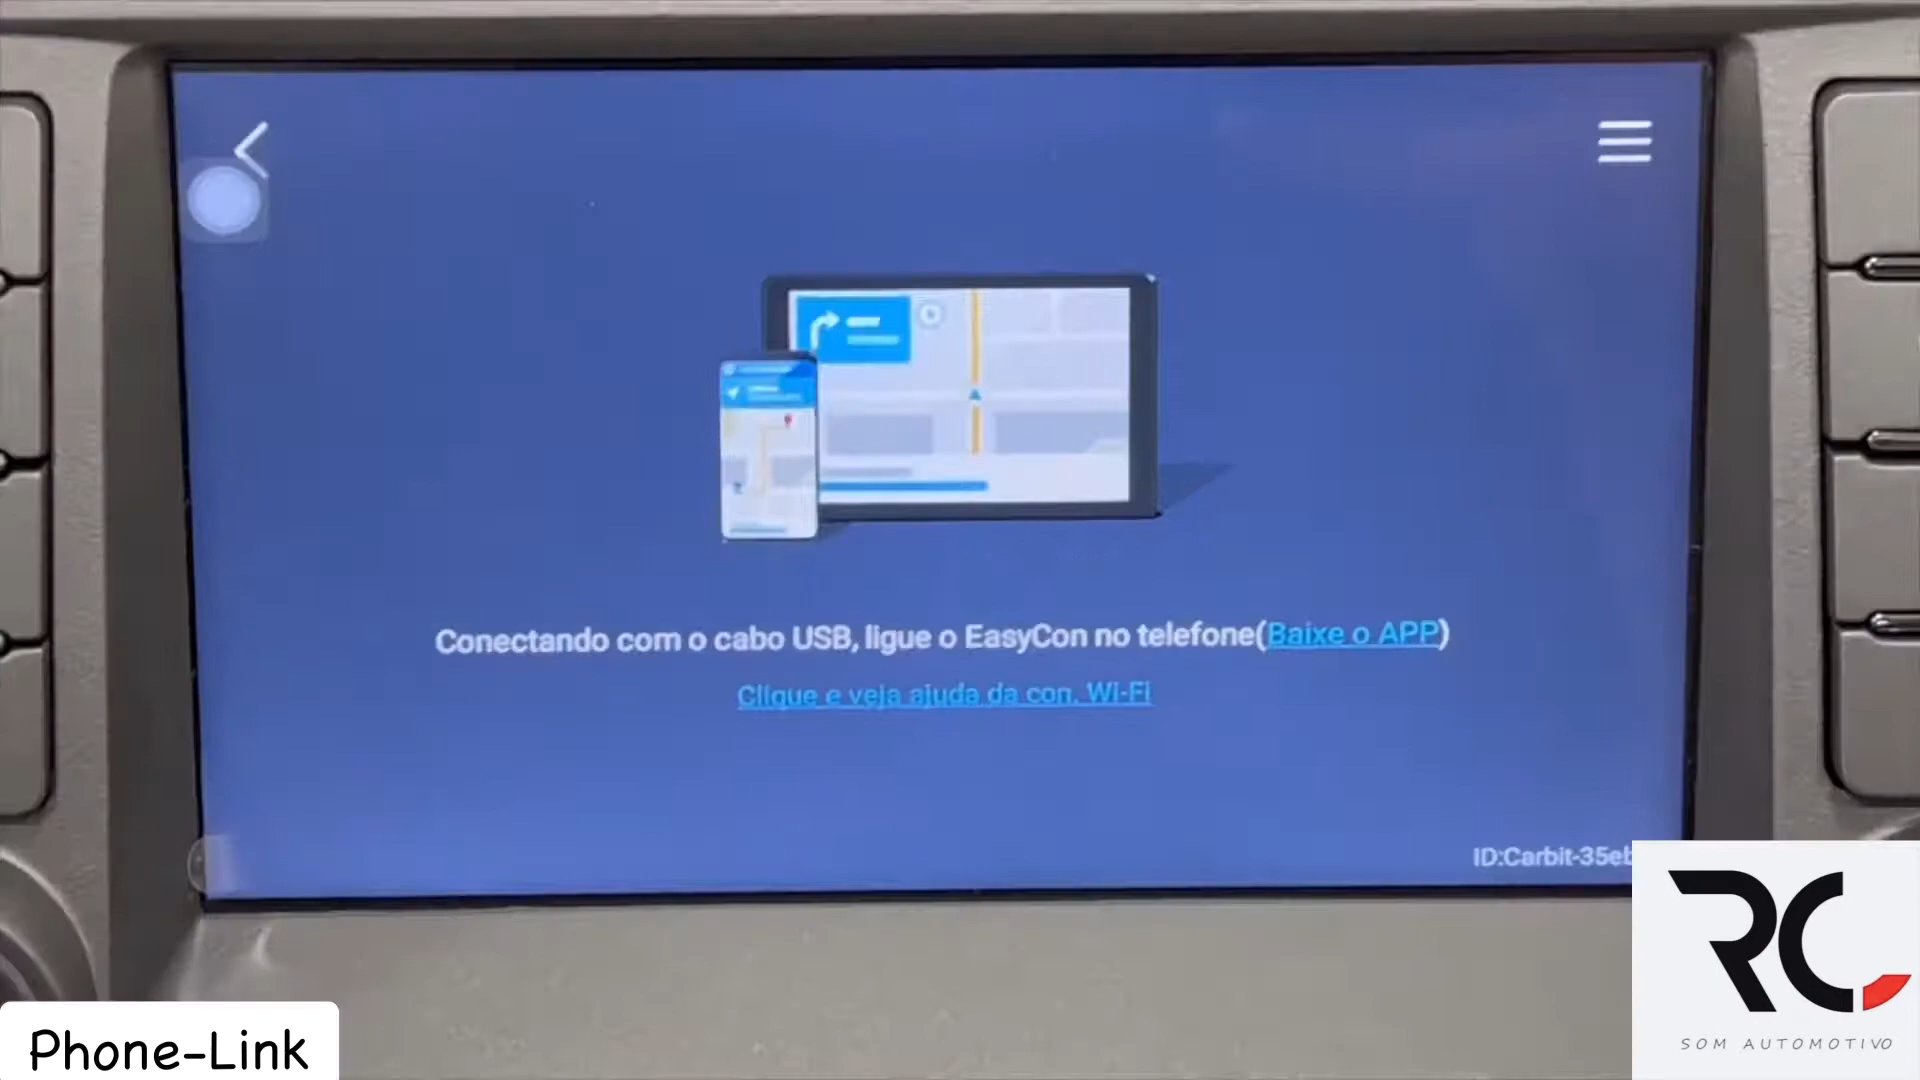 Conectando com o cabo USB, ligue o EasyCon no telefone(Baixe o APP)
Clique e veja ajuda da con. Wi-Fi
ID:Carbit-35eb
RC
SOM AUTOMOTIVO
Phone-Link